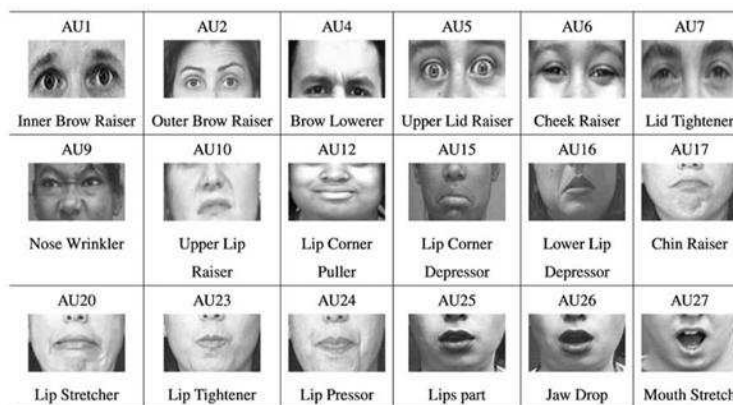 AU1 AU2 AU4 AU5 AU6 AU7
Inner Brow Raiser Outer Brow Raiser Brow Lowerer Upper Lid Raiser Cheek Raiser Lid Tightener
AU9 AU10 AU12 AU15 AU16 AU17
Nose Wrinkler Upper Lip Lip Corner Lip Corner Lower Lip Chin Raiser
Raiser Puller Depressor Depressor
AU20 AU23 AU24 AU25 AU26 AU27
Lip Stretcher Lip Tightener Lip Pressor Lips part Jaw Drop Mouth Stretch